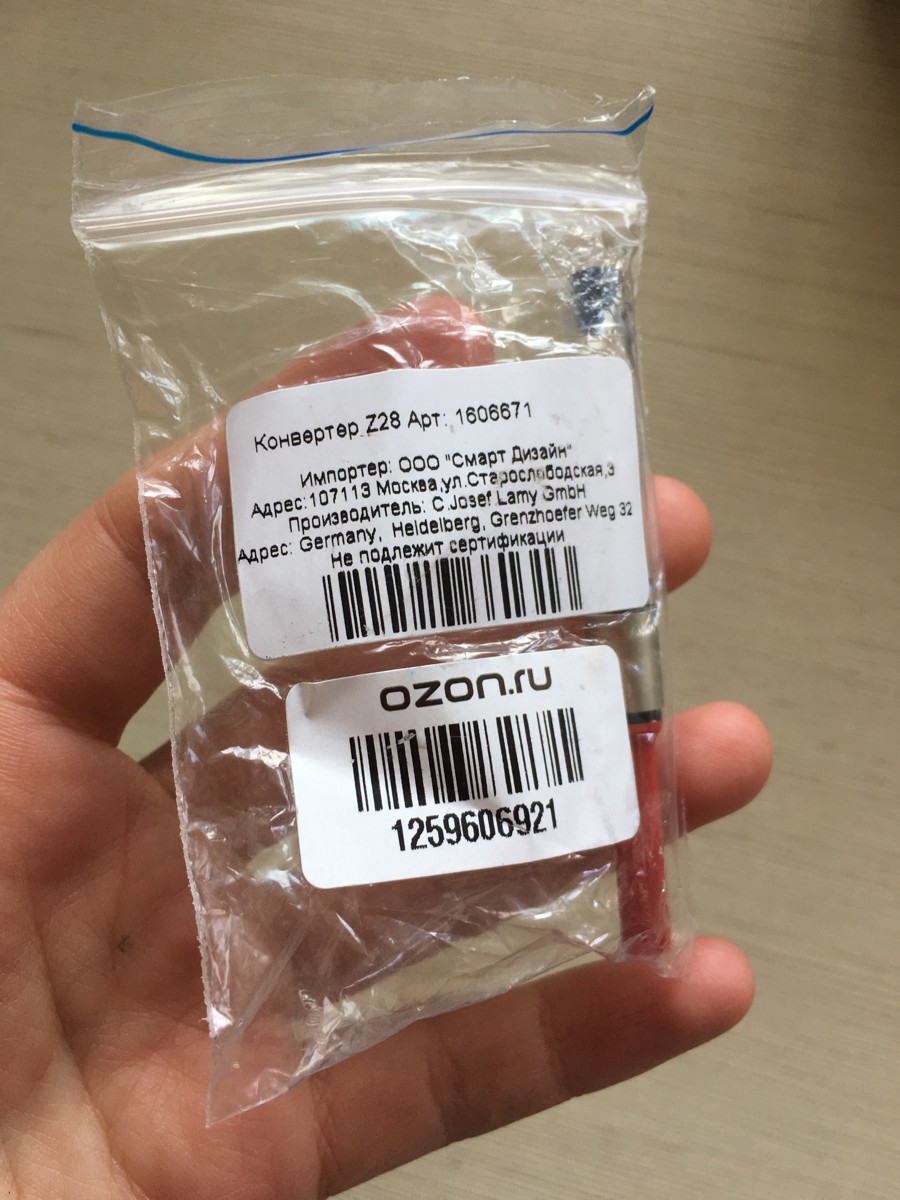 Конвертер Z28 Арт: 1606671
Импортер: ООО "Смарт Дизайн"
Адрес:107113 Москва,ул.Старослободская,3
Производитель: C.Josef Lamy GmbH
Адрес: Germany, Heidelberg, Grenzhoefer Weg 32
Не подлежит сертификации
ozon.ru
1259606921